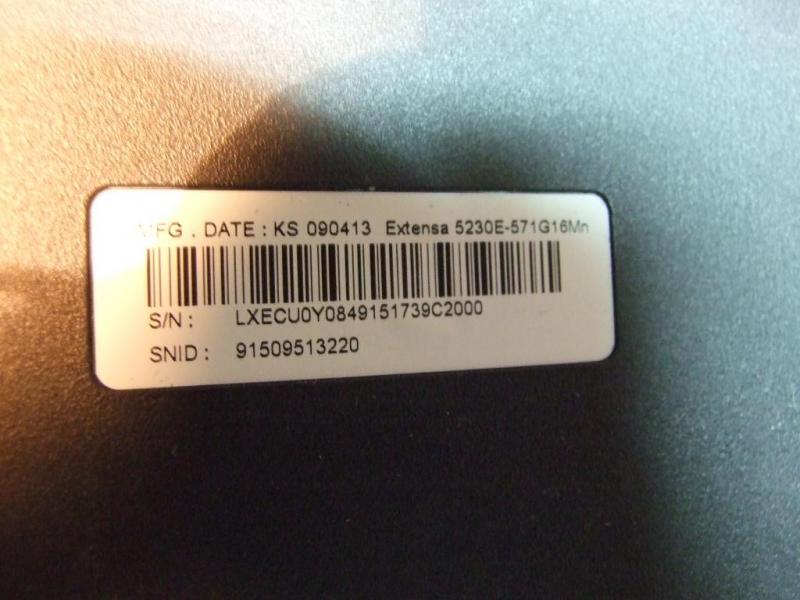 MFG . DATE : KS 090413 Extensa 5230E-571G16Mn
S/N : LXECU0Y0849151739C2000
SNID : 91509513220